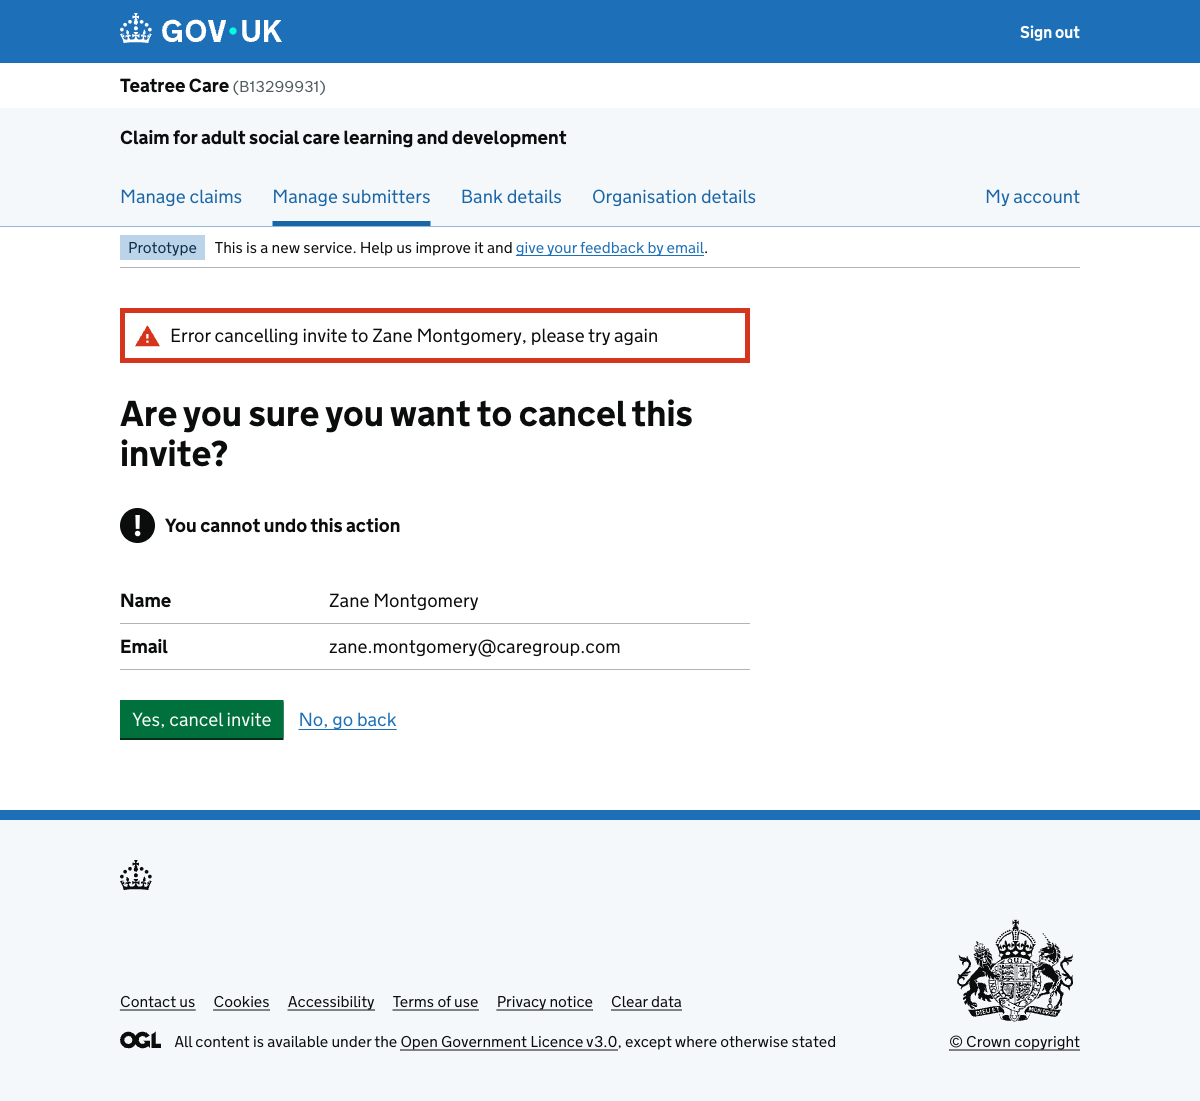 GOV·UK
Sign out
Teatree Care (B13299931)
Claim for adult social care learning and development
Manage claims
Manage submitters
Bank details
Organisation details
My account
Prototype
This is a new service. Help us improve it and give your feedback by email.
Error cancelling invite to Zane Montgomery, please try again
Are you sure you want to cancel this
invite?
! You cannot undo this action
Name Zane Montgomery
Email zane.montgomery@caregroup.com
Yes, cancel invite
No, go back
Contact us
Cookies
Accessibility
Terms of use
Privacy notice
Clear data
OGL All content is available under the Open Government Licence v3.0, except where otherwise stated
© Crown copyright